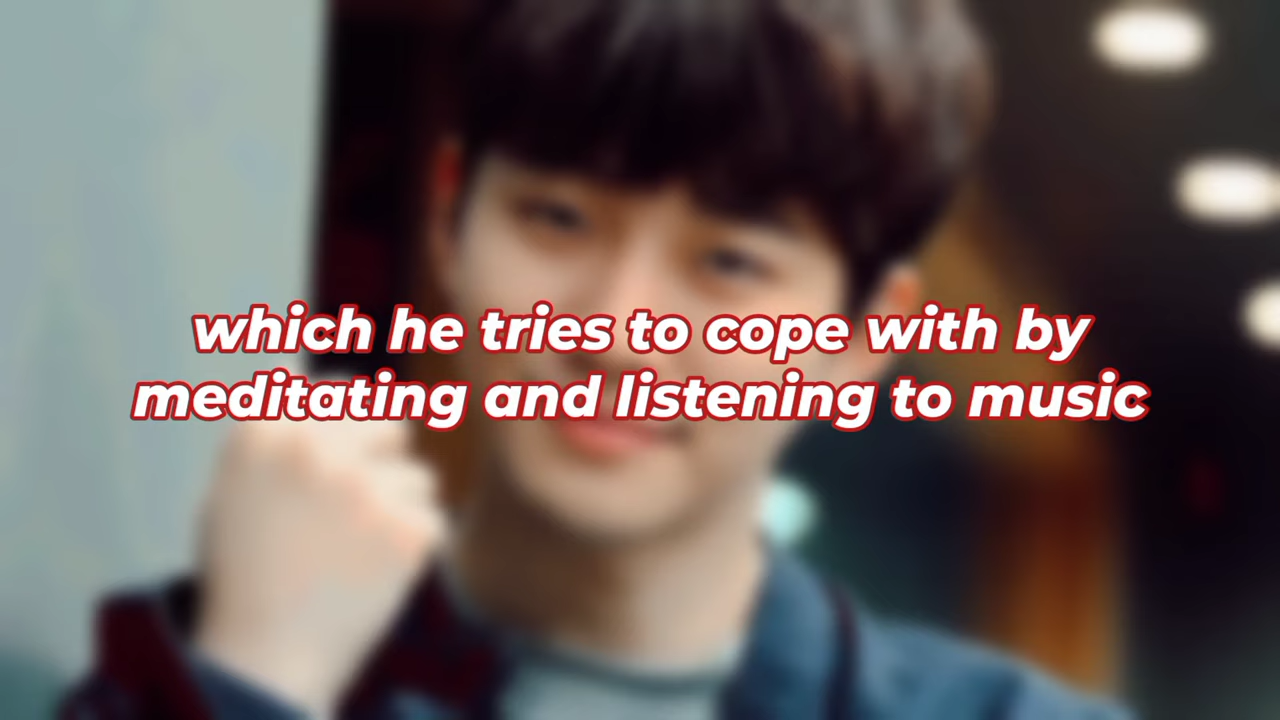 which he tries to cope with by
meditating and listening to music